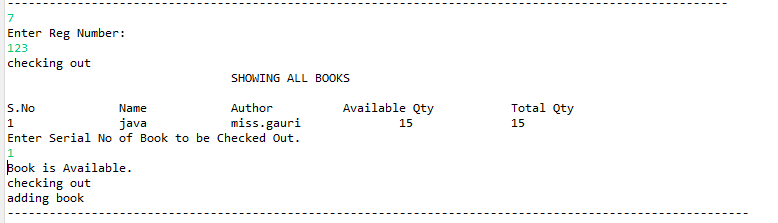 --------------------------------------------------------------------------------------------------------
7
Enter Reg Number:
123
checking out
SHOWING ALL BOOKS
S.No Name Author Available Qty Total Qty
1 java miss.gauri 15 15
Enter Serial No of Book to be Checked Out.
1
Book is Available.
checking out
adding book
-----------------------------------------------------------------------------------------------------------